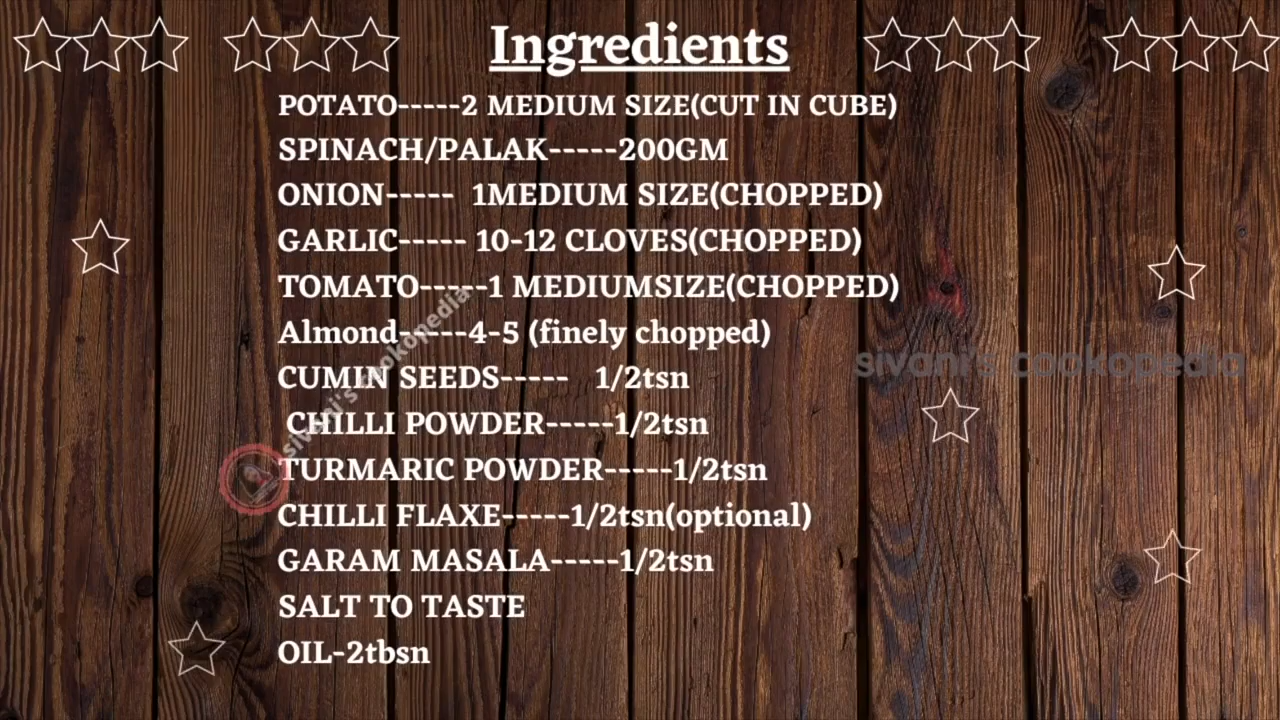 Ingredients
POTATO-----2 MEDIUM SIZE(CUT IN CUBE)
SPINACH/PALAK-----200GM
ONION----- 1MEDIUM SIZE(CHOPPED)
GARLIC----- 10-12 CLOVES(CHOPPED)
TOMATO-----1 MEDIUMSIZE(CHOPPED)
Almond-----4-5 (finely chopped)
sivani's cookopedia
sivani's cookopedia
CUMIN SEEDS----- 1/2tsn
CHILLI POWDER-----1/2tsn
TURMARIC POWDER-----1/2tsn
CHILLI FLAXE-----1/2tsn(optional)
GARAM MASALA-----1/2tsn
SALT TO TASTE
OIL-2tbsn